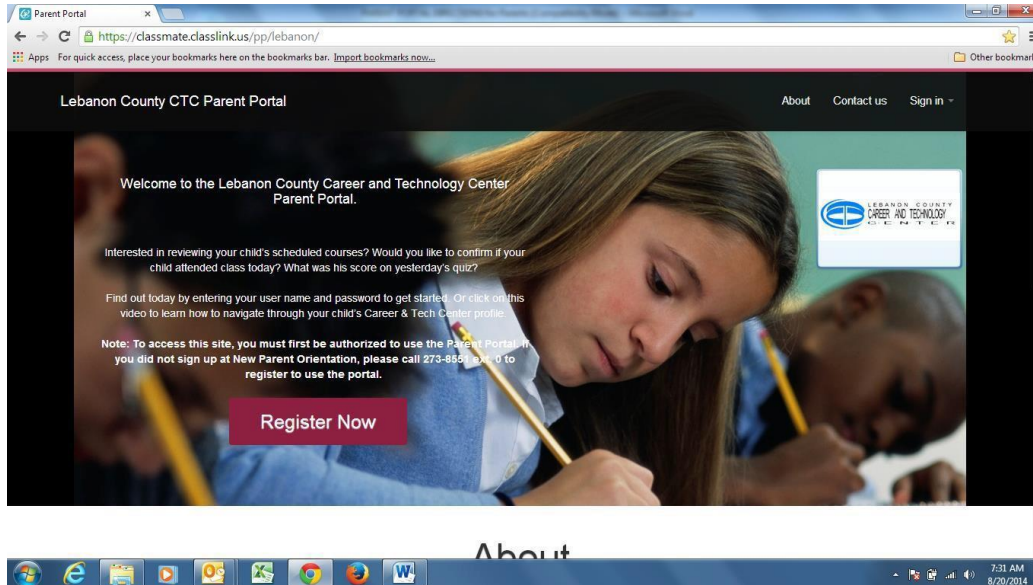 Parent Portal
https://classmate.classlink.us/pp/lebanon/
Apps For quick access, place your bookmarks here on the bookmarks bar. Import bookmarks now...
Other bookmar
Lebanon County CTC Parent Portal
About Contact us Sign in
Welcome to the Lebanon County Career and Technology Center
Parent Portal.
LEBANON COUNTY
CAREER AND TECHNOLOGY
CENTER
Interested in reviewing your child's scheduled courses? Would you like to confirm if your
child attended class today? What was his score on yesterday's quiz?
Find out today by entering your user name and password to get started. Or click on this
video to learn how to navigate through your child's Career & Tech Center profile
Note: To access this site, you must first be authorized to use the Parent Portal. If
you did not sign up at New Parent Orientation, please call 273-8551 ext. 0 to
register to use the portal.
Register Now
About
7:31 AM
8/20/2014